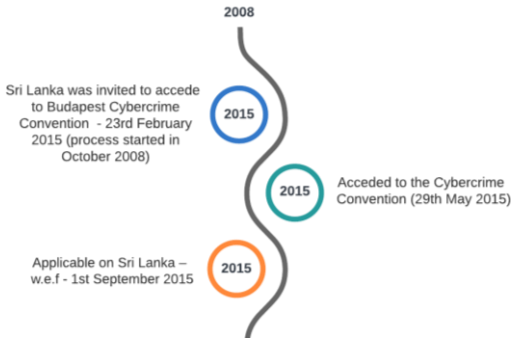 2008
Sri Lanka was invited to accede
to Budapest Cybercrime
Convention - 23rd February
2015 (process started in
October 2008)
2015
2015
Acceded to the Cybercrime
Convention (29th May 2015)
Applicable on Sri Lanka –
w.e.f - 1st September 2015
2015